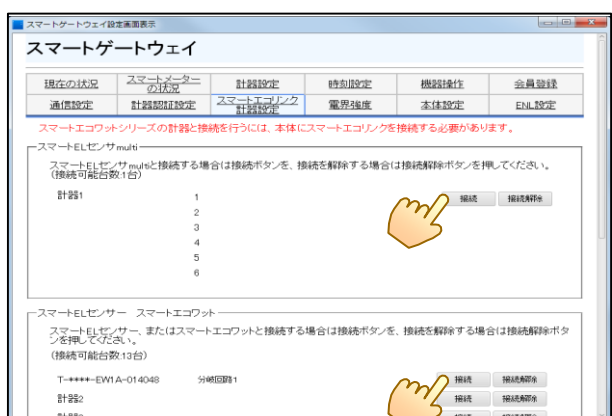 スマートゲートウェイ設定画面表示
スマートゲートウェイ
現在の状況 スマートメーターの状況 計器設定 時刻設定 機器操作 会員登録
通信設定 計器認証設定 スマートエコリンク計器設定 電界強度 本体設定 ENL設定
スマートエコワットシリーズの計器と接続を行うには、本体にスマートエコリンクを接続する必要があります。
スマートELセンサmulti
スマートELセンサmultiと接続する場合は接続ボタンを、接続を解除する場合は接続解除ボタンを押してください。
(接続可能台数:1台)
計器1 1 接続 接続解除
2
3
4
5
6
スマートELセンサー スマートエコワット
スマートELセンサー、またはスマートエコワットと接続する場合は接続ボタンを、接続を解除する場合は接続解除ボタ
ンを押してください。
(接続可能台数:13台)
T-****-EW1A-014048 分岐回路1 接続 接続解除
計器2 接続 接続解除